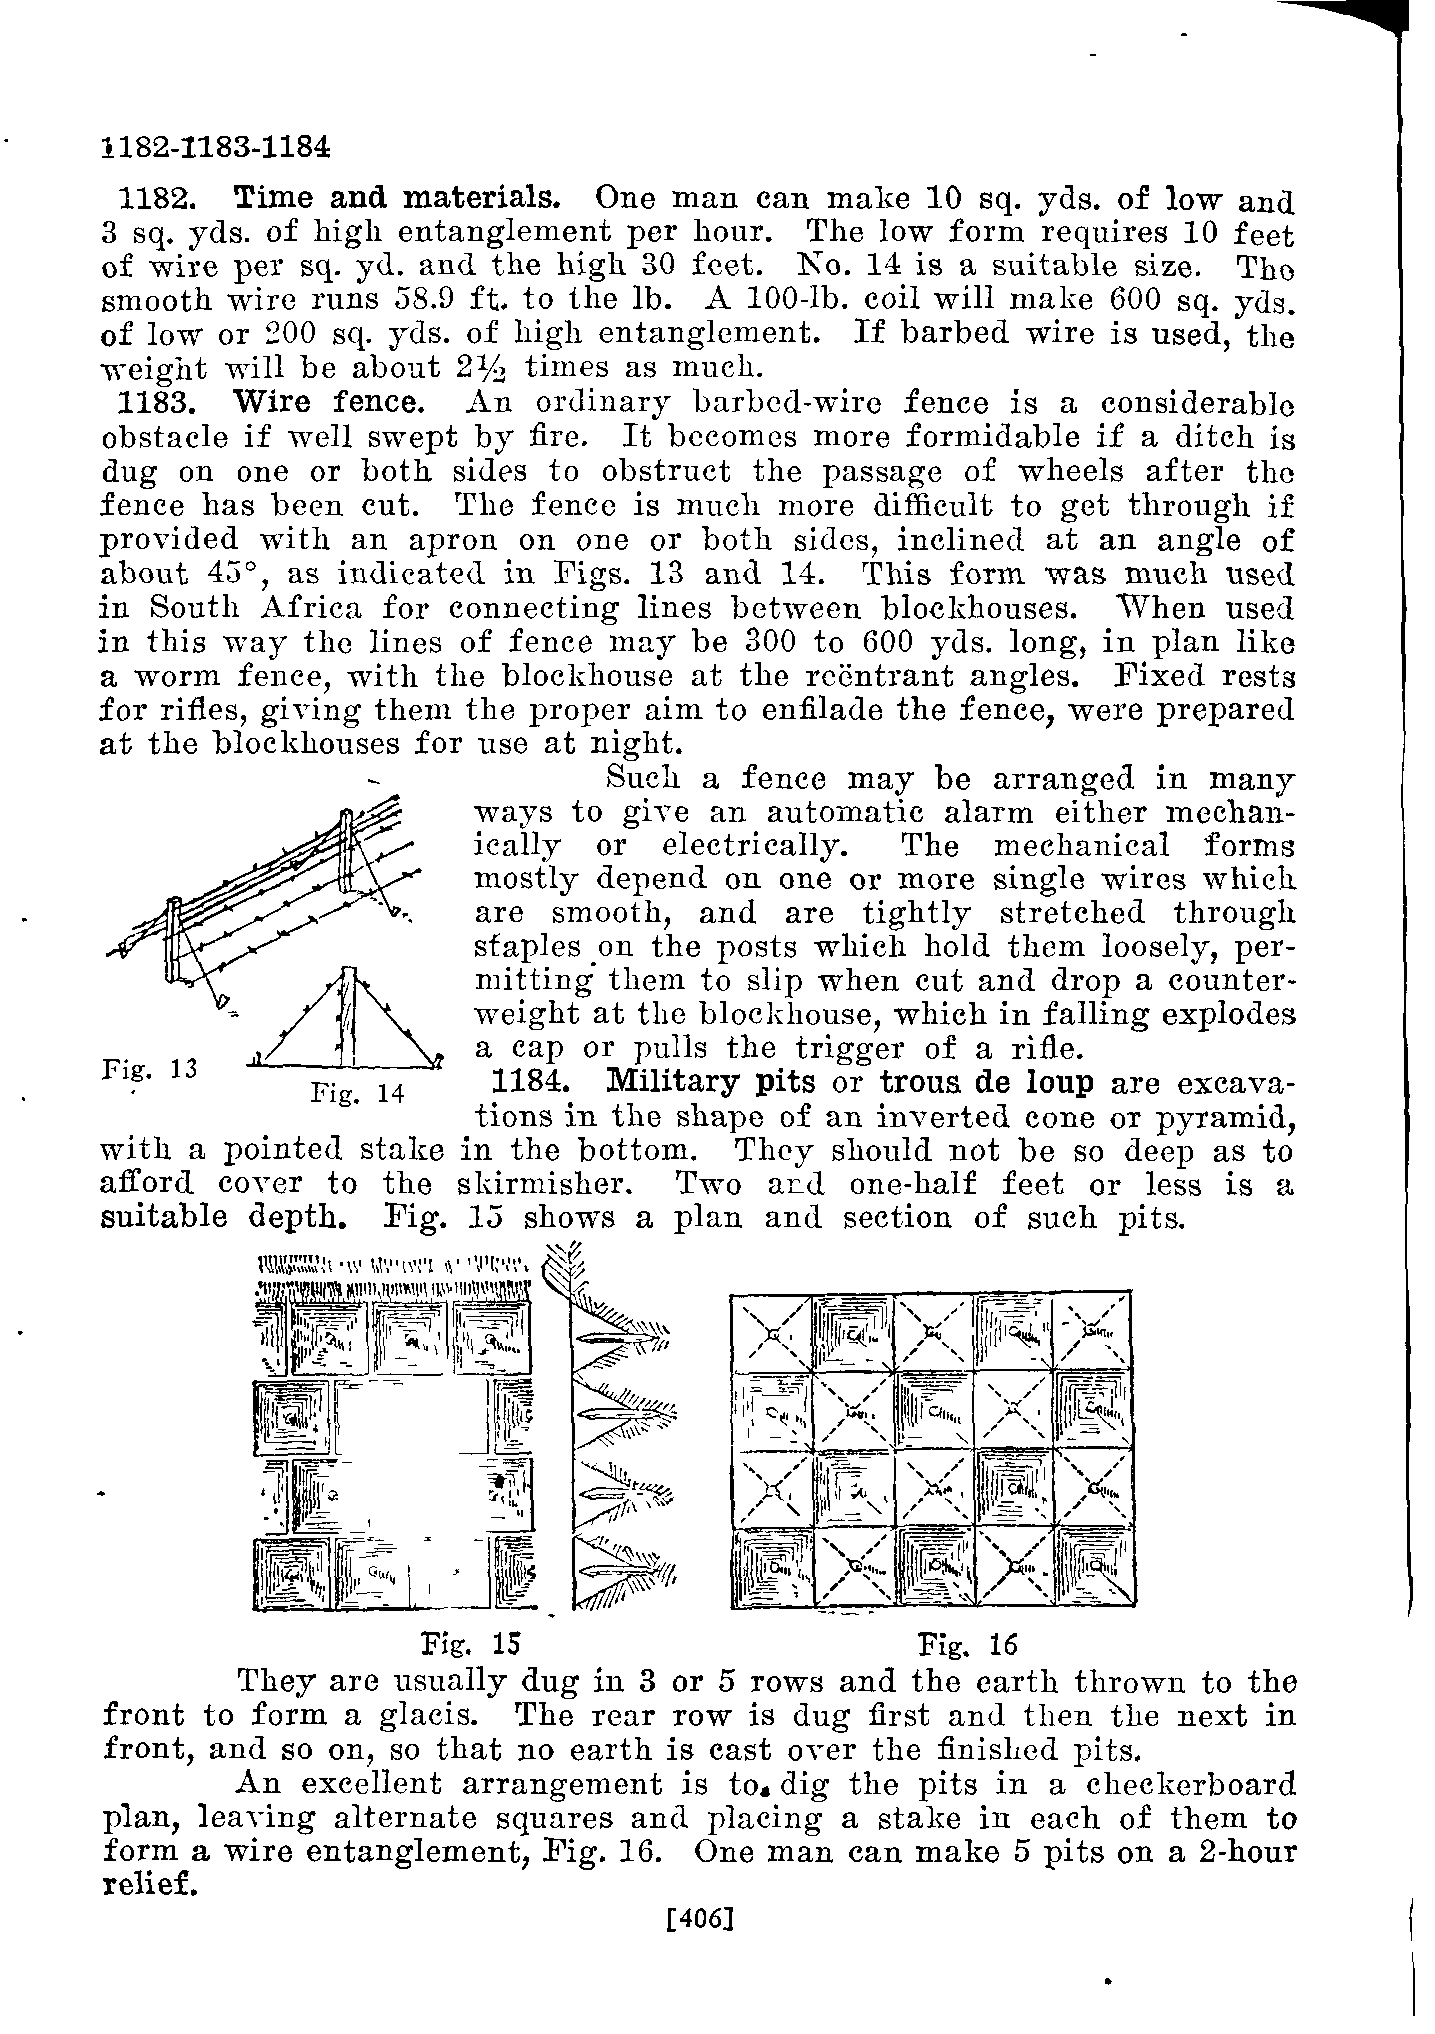 1182-1183-1184
1182. Time and materials. One man can make 10 sq. yds. of low and
3 sq. yds. of high entanglement per hour. The low form requires 10 feet
of wire per sq. yd. and the high 30 feet. No. 14 is a suitable size. The
smooth wire runs 58.9 ft. to the lb. A 100-lb. coil will make 600 sq. yds.
of low or 200 sq. yds. of high entanglement. If barbed wire is used, the
weight will be about 2½ times as much.
1183. Wire fence. An ordinary barbed-wire fence is a considerable
obstacle if well swept by fire. It becomes more formidable if a ditch is
dug on one or both sides to obstruct the passage of wheels after the
fence has been cut. The fence is much more difficult to get through if
provided with an apron on one or both sides, inclined at an angle of
about 45°, as indicated in Figs. 13 and 14. This form was much used
in South Africa for connecting lines between blockhouses. When used
in this way the lines of fence may be 300 to 600 yds. long, in plan like
a worm fence, with the blockhouse at the reëntrant angles. Fixed rests
for rifles, giving them the proper aim to enfilade the fence, were prepared
at the blockhouses for use at night.
Such a fence may be arranged in many
ways to give an automatic alarm either mechan-
ically or electrically. The mechanical forms
mostly depend on one or more single wires which
are smooth, and are tightly stretched through
staples on the posts which hold them loosely, per-
mitting them to slip when cut and drop a counter-
weight at the blockhouse, which in falling explodes
a cap or pulls the trigger of a rifle.
Fig. 13
Fig. 14
1184. Military pits or trous de loup are excava-
tions in the shape of an inverted cone or pyramid,
with a pointed stake in the bottom. They should not be so deep as to
afford cover to the skirmisher. Two and one-half feet or less is a
suitable depth. Fig. 15 shows a plan and section of such pits.
Fig. 15
Fig. 16
They are usually dug in 3 or 5 rows and the earth thrown to the
front to form a glacis. The rear row is dug first and then the next in
front, and so on, so that no earth is cast over the finished pits.
An excellent arrangement is to dig the pits in a checkerboard
plan, leaving alternate squares and placing a stake in each of them to
form a wire entanglement, Fig. 16. One man can make 5 pits on a 2-hour
relief.
[406]